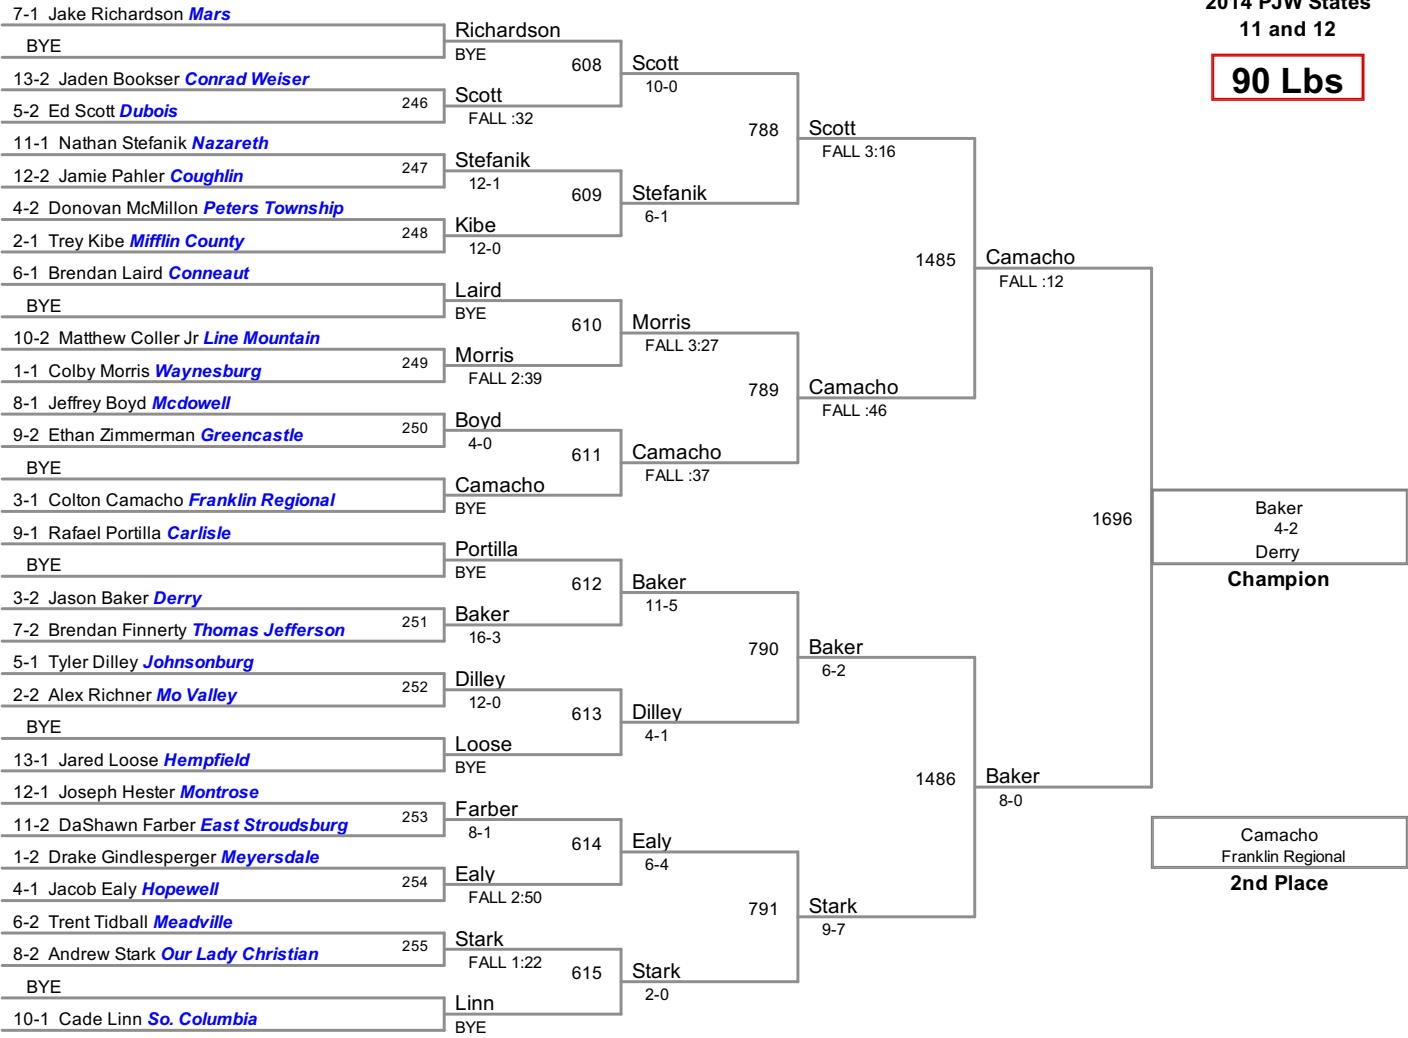 2014 PJW States
11 and 12
90 Lbs
7-1 Jake Richardson Mars
BYE
13-2 Jaden Bookser Conrad Weiser
5-2 Ed Scott Dubois
11-1 Nathan Stefanik Nazareth
12-2 Jamie Pahler Coughlin
4-2 Donovan McMillon Peters Township
2-1 Trey Kibe Mifflin County
6-1 Brendan Laird Conneaut
BYE
10-2 Matthew Coller Jr Line Mountain
1-1 Colby Morris Waynesburg
8-1 Jeffrey Boyd Mcdowell
9-2 Ethan Zimmerman Greencastle
BYE
3-1 Colton Camacho Franklin Regional
9-1 Rafael Portilla Carlisle
BYE
3-2 Jason Baker Derry
7-2 Brendan Finnerty Thomas Jefferson
5-1 Tyler Dilley Johnsonburg
2-2 Alex Richner Mo Valley
BYE
13-1 Jared Loose Hempfield
12-1 Joseph Hester Montrose
11-2 DaShawn Farber East Stroudsburg
1-2 Drake Gindlesperger Meyersdale
4-1 Jacob Ealy Hopewell
6-2 Trent Tidball Meadville
8-2 Andrew Stark Our Lady Christian
BYE
10-1 Cade Linn So. Columbia
246
247
248
249
250
251
252
253
254
255
Richardson
BYE
Scott
FALL :32
Stefanik
12-1
Kibe
12-0
Laird
BYE
Morris
FALL 2:39
Boyd
4-0
Camacho
BYE
Portilla
BYE
Baker
16-3
Dilley
12-0
Loose
BYE
Farber
8-1
Ealy
FALL 2:50
Stark
FALL 1:22
Linn
BYE
608
609
610
611
612
613
614
615
Scott
10-0
Stefanik
6-1
Morris
FALL 3:27
Camacho
FALL :37
Baker
11-5
Dilley
4-1
Ealy
6-4
Stark
2-0
788
789
790
791
Scott
FALL 3:16
Camacho
FALL :46
Baker
6-2
Stark
9-7
1485
1486
Camacho
FALL :12
Baker
8-0
1696
Baker
4-2
Derry
Champion
Camacho
Franklin Regional
2nd Place